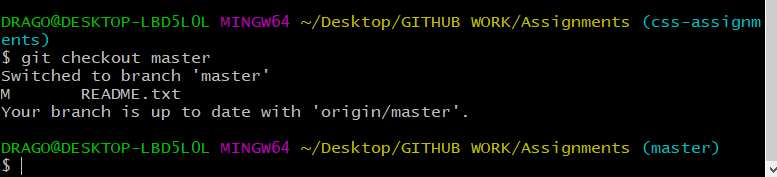 DRAGO@DESKTOP-LBD5L0L MINGW64 ~/Desktop/GITHUB WORK/Assignments (css-assignm
ents)
$ git checkout master
Switched to branch 'master'
M       README.txt
Your branch is up to date with 'origin/master'.
DRAGO@DESKTOP-LBD5L0L MINGW64 ~/Desktop/GITHUB WORK/Assignments (master)
$